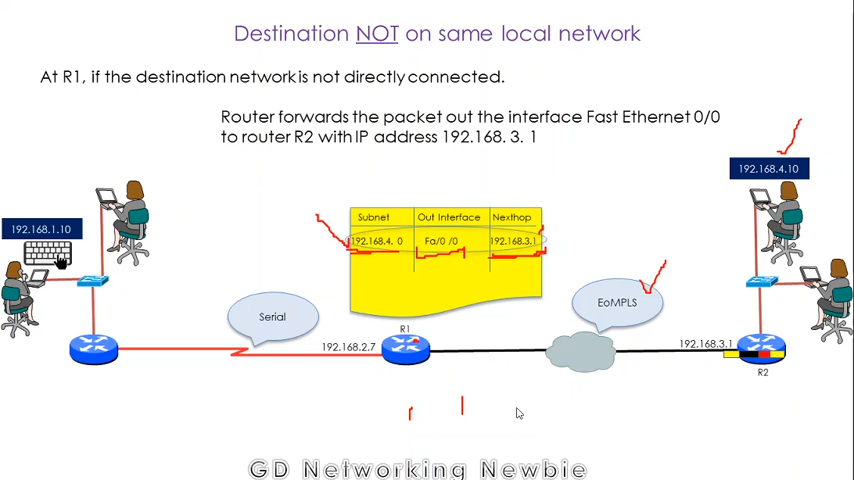 Destination NOT on same local network
At R1, if the destination network is not directly connected.
Router forwards the packet out the interface Fast Ethernet 0/0
to router R2 with IP address 192.168. 3. 1
192.168.4.10
192.168.1.10
Subnet Out Interface Nexthop
192.168.4. 0 Fa/0 /0 192.168.3.1
Serial
EoMPLS
R1
192.168.2.7
192.168.3.1
R2
GD Networking Newbie